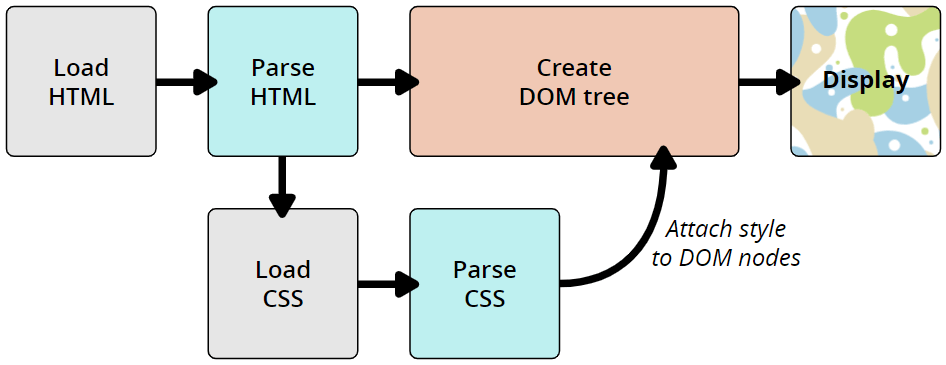 Load
HTML
Parse
HTML
Create
DOM tree
Display
Load
CSS
Parse
CSS
Attach style
to DOM nodes